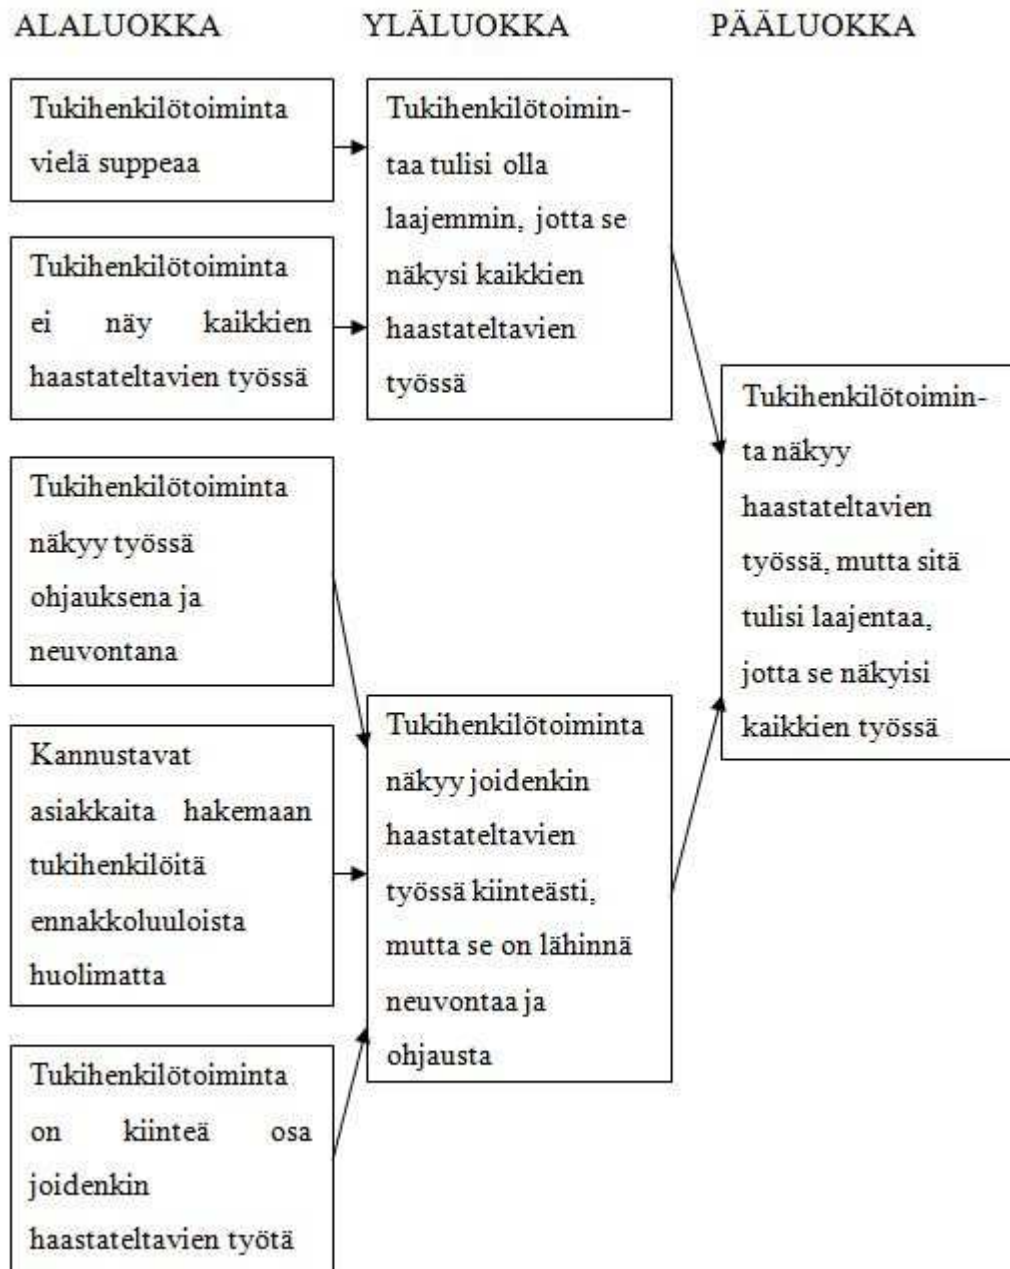 ALALUOKKA YLÄLUOKKA PÄÄLUOKKA
Tukihenkilötoiminta
vielä suppeaa
Tukihenkilötoiminta
ei näy kaikkien
haastateltavien työssä
Tukihenkilötoiminta
näkyy työssä
ohjauksena ja
neuvontana
Kannustavat
asiakkaita hakemaan
tukihenkilöitä
ennakkoluuloista
huolimatta
Tukihenkilötoiminta
on kiinteä osa
joidenkin
haastateltavien työtä
Tukihenkilötoimin-
taa tulisi olla
laajemmin, jotta se
näkysi kaikkien
haastateltavien
työssä
Tukihenkilötoiminta
näkyy joidenkin
haastateltavien
työssä kiinteästi,
mutta se on lähinnä
neuvontaa ja
ohjausta
Tukihenkilötoimin-
ta näkyy
haastateltavien
työssä, mutta sitä
tulisi laajentaa,
jotta se näkyisi
kaikkien työssä